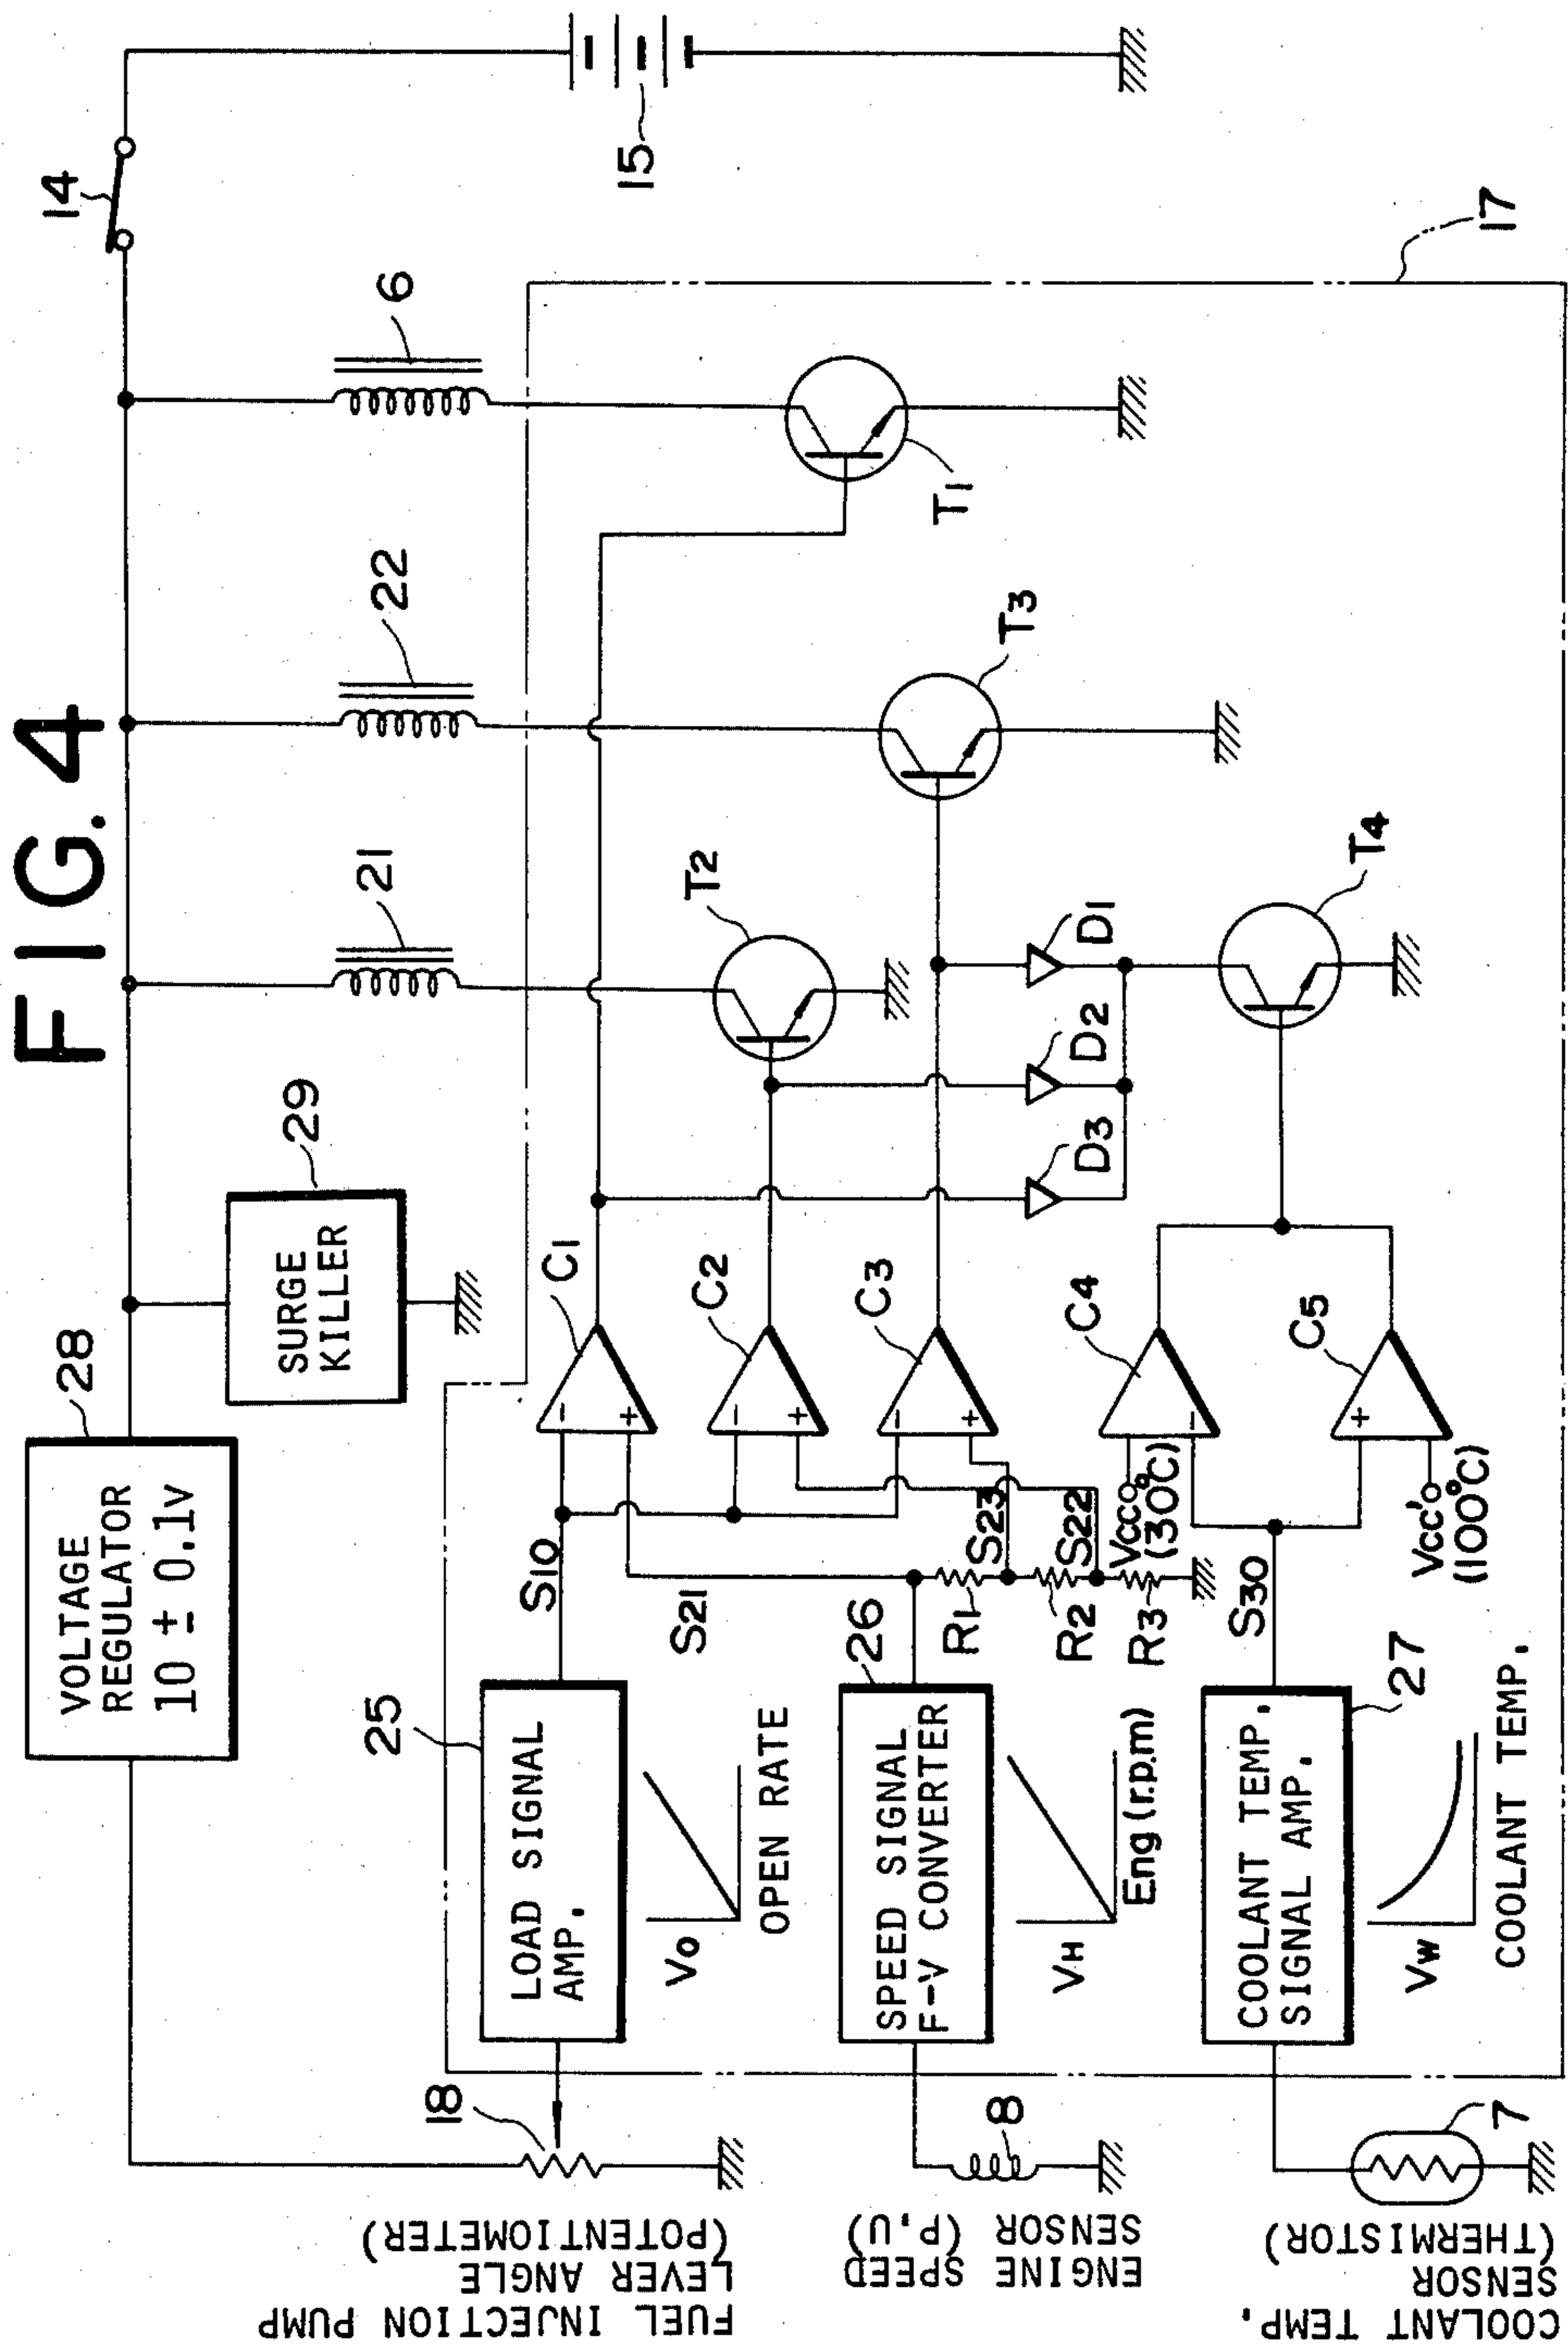 FIG. 4
14
15
17
6
22
21
29
SURGE
KILLER
28
VOLTAGE
REGULATOR
10 ± 0.1V
T1
T3
T2
T4
D1
D2
D3
C1
C2
C3
C4
C5
−
+
−
+
−
+
−
+
S10
S21
S23
S22
Vcc
(30°C)
Vcc'
(100°C)
S30
R1
R2
R3
25
LOAD SIGNAL
AMP.
Vo
OPEN RATE
26
SPEED SIGNAL
F-V CONVERTER
VH
Eng (r.p.m)
27
COOLANT TEMP.
SIGNAL AMP.
Vw
COOLANT TEMP.
18
8
7
FUEL INJECTION PUMP
LEVER ANGLE
(POTENTIOMETER)
ENGINE SPEED
SENSOR (P,U)
COOLANT TEMP.
SENSOR
(THERMISTOR)